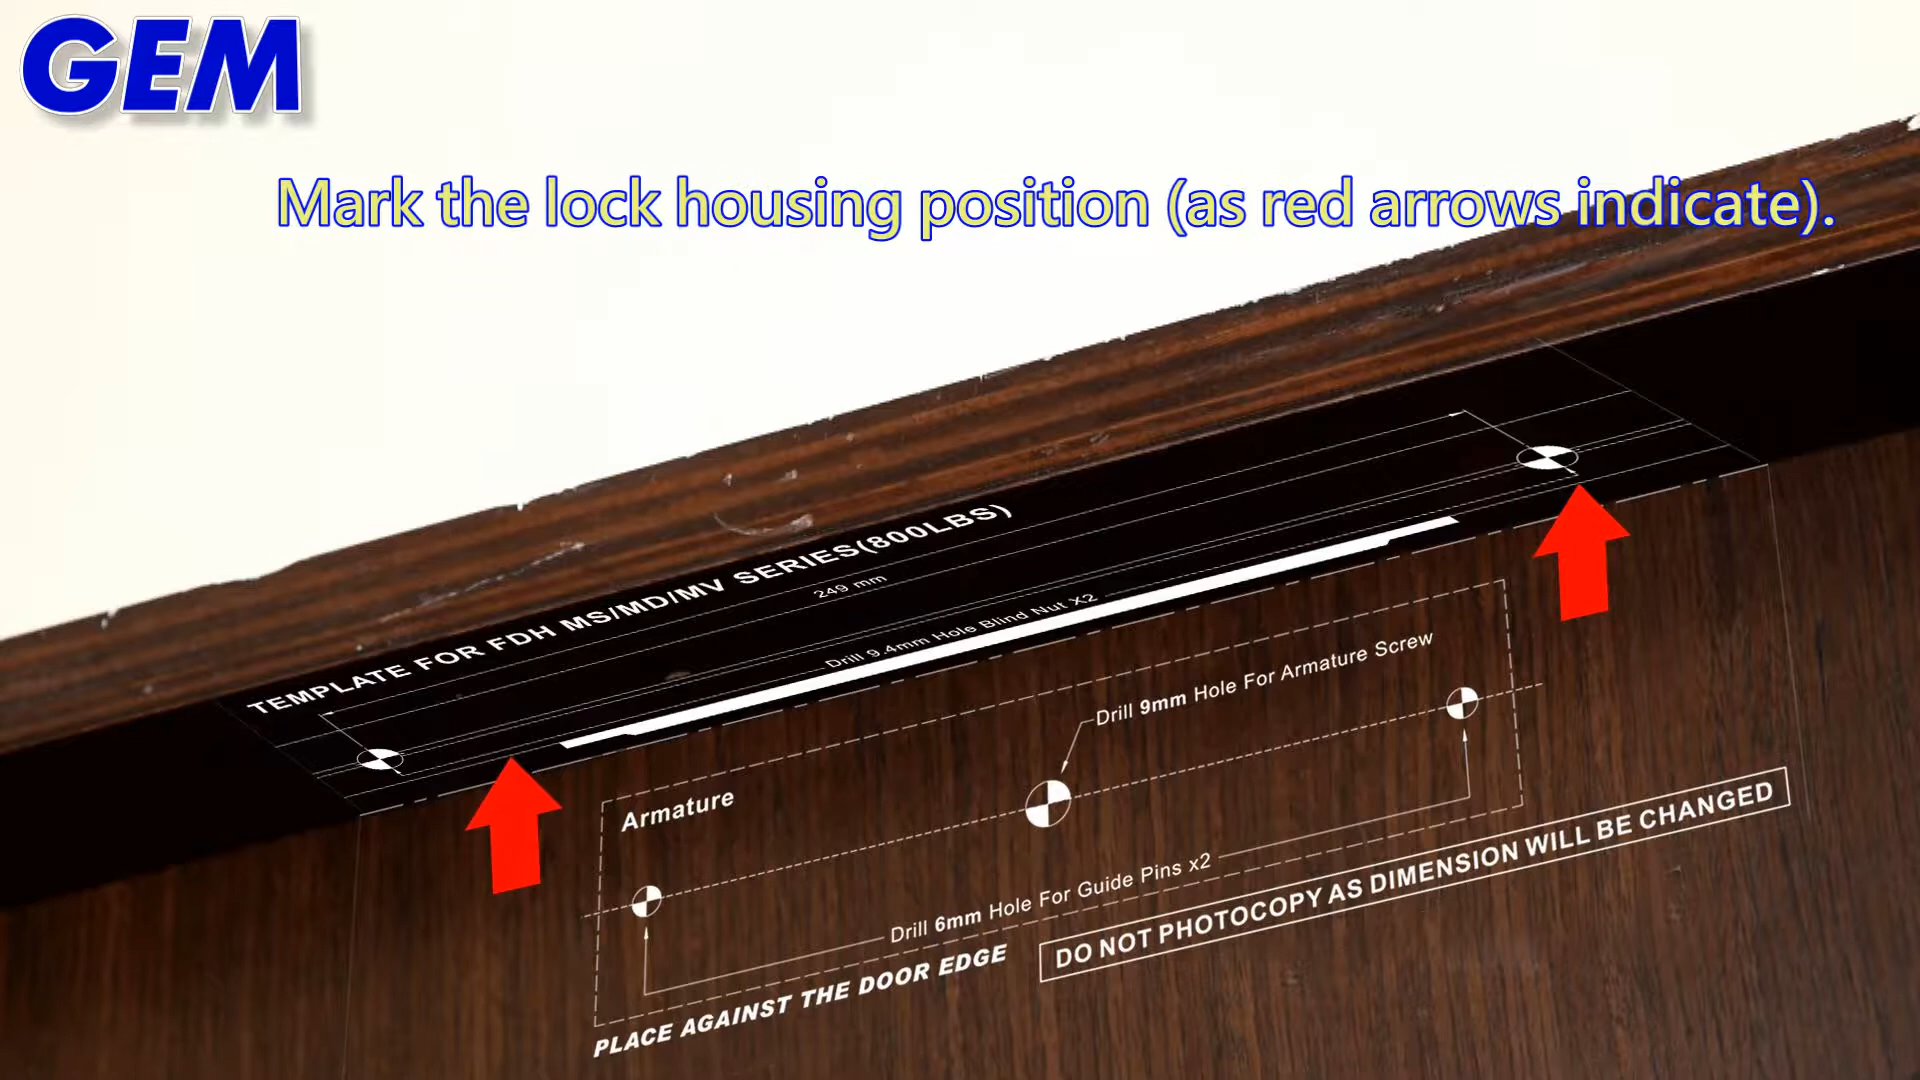 GEM
Mark the lock housing position (as red arrows indicate).
TEMPLATE FOR FDH MS/MD/MV SERIES(800LBS)
249 mm
Drill 9.4mm Hole Blind Nut X2
Drill 9mm Hole For Armature Screw
Armature
Drill 6mm Hole For Guide Pins x2
PLACE AGAINST THE DOOR EDGE
DO NOT PHOTOCOPY AS DIMENSION WILL BE CHANGED